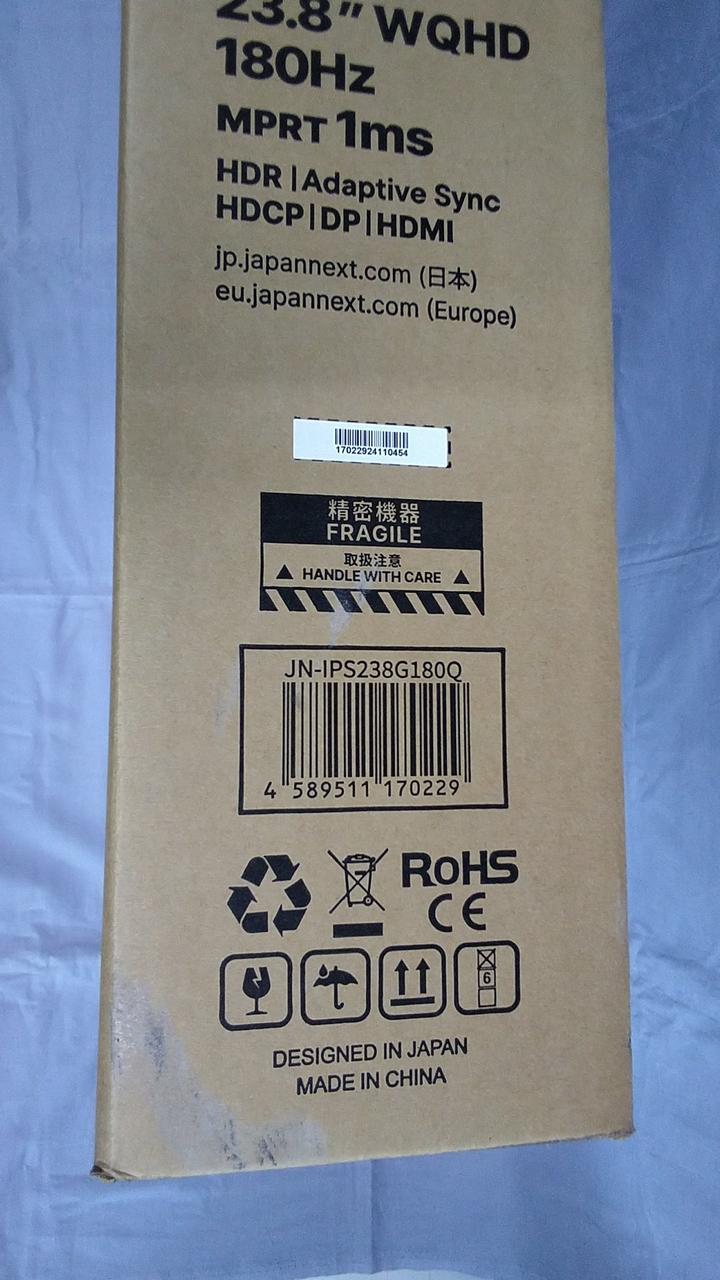 23.8" WQHD
180Hz
MPRT 1ms
HDR | Adaptive Sync
HDCP | DP | HDMI
jp.japannext.com (日本)
eu.japannext.com (Europe)
17022924110454
精密機器
FRAGILE
取扱注意
HANDLE WITH CARE
JN-IPS238G180Q
4 589511 170229
RoHS
CE
6
DESIGNED IN JAPAN
MADE IN CHINA